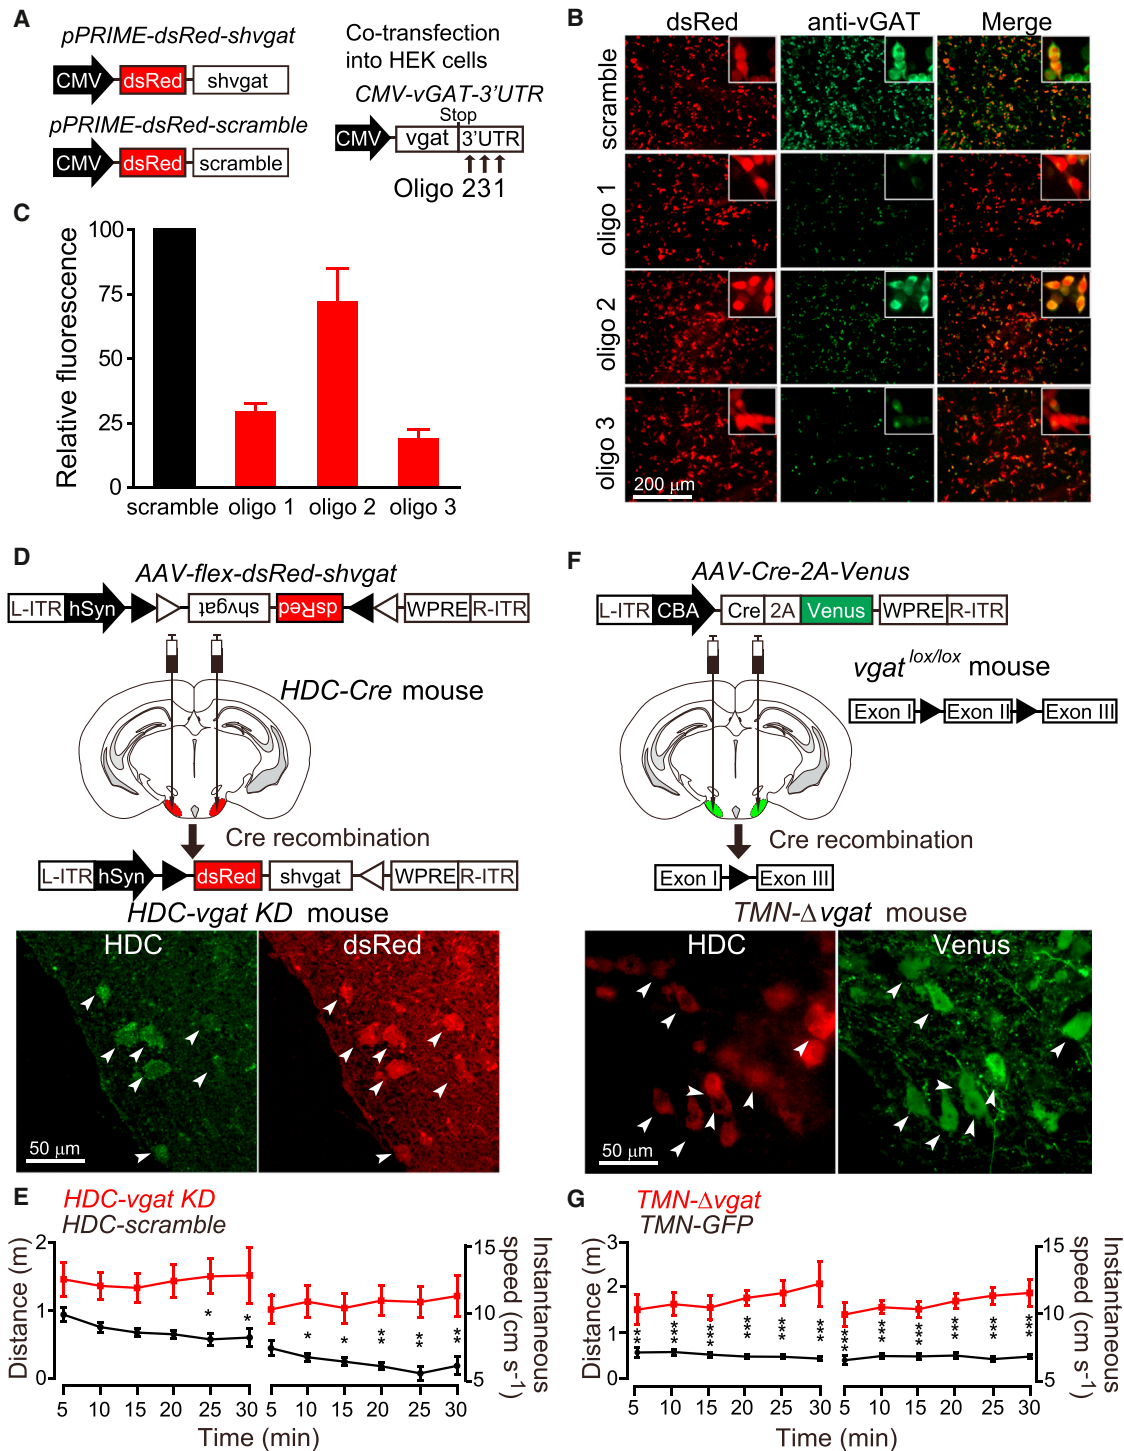 A
pPRIME-dsRed-shvgat
CMV dsRed shvgat
pPRIME-dsRed-scramble
CMV dsRed scramble
Co-transfection
into HEK cells
CMV-vGAT-3'UTR
Stop
CMV vgat 3'UTR
Oligo 231
B
dsRed anti-vGAT Merge
scramble
oligo 1
oligo 2
oligo 3
200 µm
C
Relative fluorescence
100
75
50
25
0
scramble oligo 1 oligo 2 oligo 3
D
AAV-flex-dsRed-shvgat
L-ITR hSyn shvgat dsRed WPRE R-ITR
HDC-Cre mouse
Cre recombination
L-ITR hSyn dsRed shvgat WPRE R-ITR
HDC-vgat KD mouse
HDC dsRed
50 µm
E
HDC-vgat KD
HDC-scramble
Distance (m)
2
1
0
* *
* * ** ** **
15
10
5
Instantaneous
speed (cm s⁻¹)
5 10 15 20 25 30 5 10 15 20 25 30
Time (min)
F
AAV-Cre-2A-Venus
L-ITR CBA Cre 2A Venus WPRE R-ITR
vgat lox/lox mouse
Exon I Exon II Exon III
Cre recombination
Exon I Exon III
TMN-Δvgat mouse
HDC Venus
50 µm
G
TMN-Δvgat
TMN-GFP
Distance (m)
3
2
1
0
*** *** *** *** *** ***
*** *** *** *** *** ***
15
10
5
Instantaneous
speed (cm s⁻¹)
5 10 15 20 25 30 5 10 15 20 25 30
Time (min)